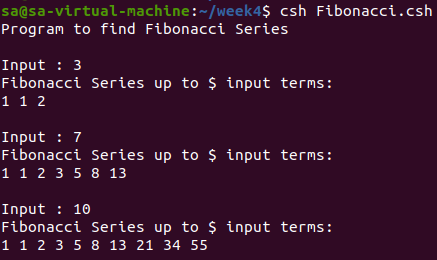 sa@sa-virtual-machine:~/week4$ csh Fibonacci.csh
Program to find Fibonacci Series
Input : 3
Fibonacci Series up to $ input terms:
1 1 2
Input : 7
Fibonacci Series up to $ input terms:
1 1 2 3 5 8 13
Input : 10
Fibonacci Series up to $ input terms:
1 1 2 3 5 8 13 21 34 55